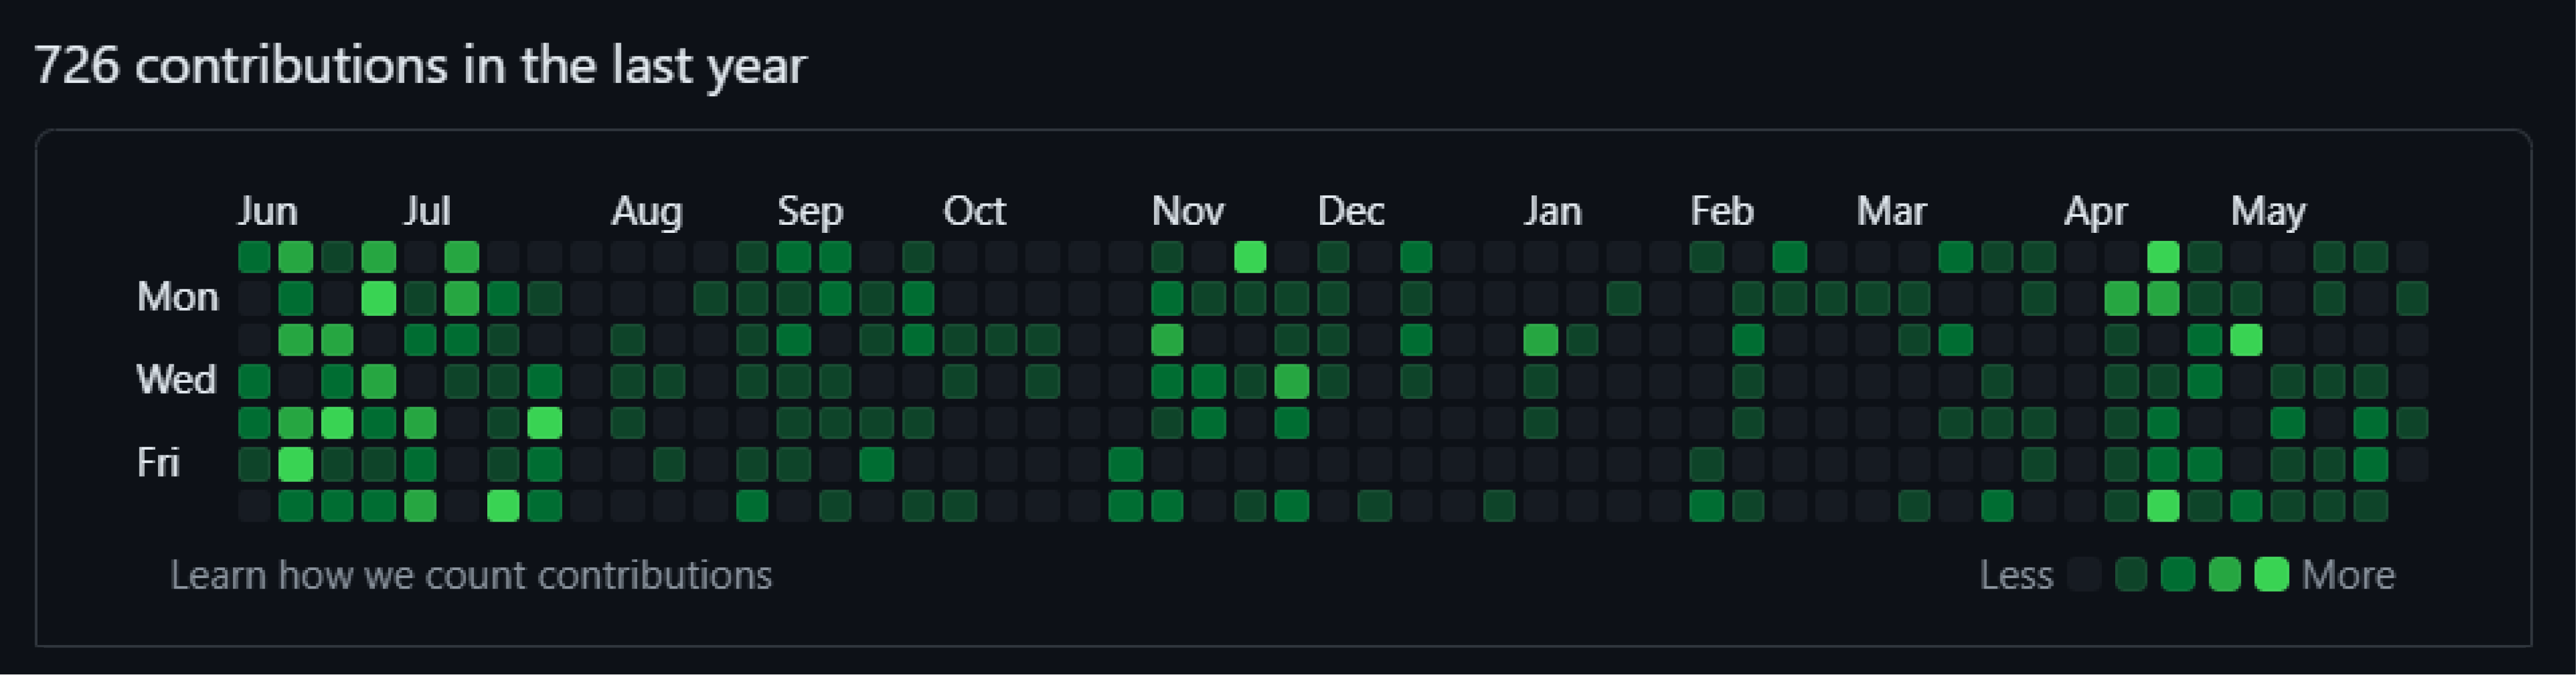 726 contributions in the last year
Jun Jul Aug Sep Oct Nov Dec Jan Feb Mar Apr May
Mon
Wed
Fri
Learn how we count contributions
Less More